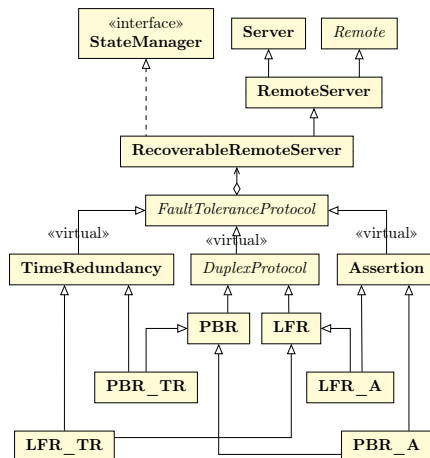 «interface»
StateManager
Server
Remote
RemoteServer
RecoverableRemoteServer
FaultToleranceProtocol
«virtual»
«virtual»
«virtual»
TimeRedundancy
DuplexProtocol
Assertion
PBR
LFR
PBR_TR
LFR_A
LFR_TR
PBR_A